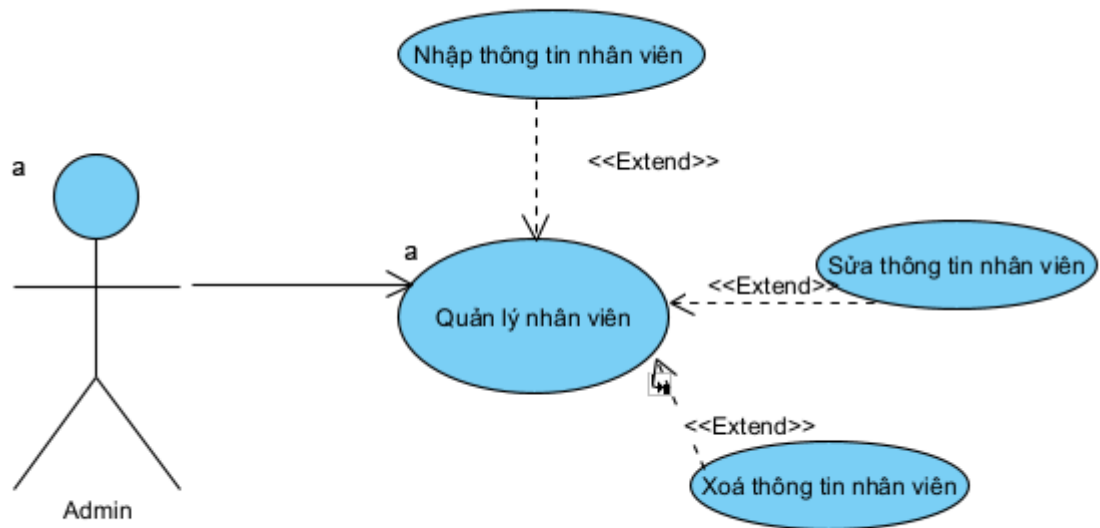 Nhập thông tin nhân viên
<<Extend>>
a
a
Sửa thông tin nhân viên
<<Extend>>
Quản lý nhân viên
<<Extend>>
Xoá thông tin nhân viên
Admin